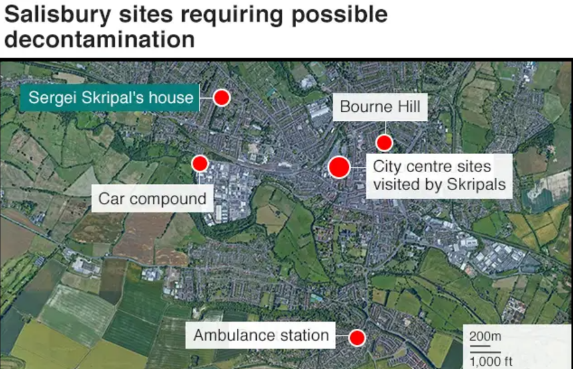 Salisbury sites requiring possible
decontamination
Sergei Skripal's house
Bourne Hill
City centre sites
visited by Skripals
Car compound
Ambulance station
200m
1,000 ft